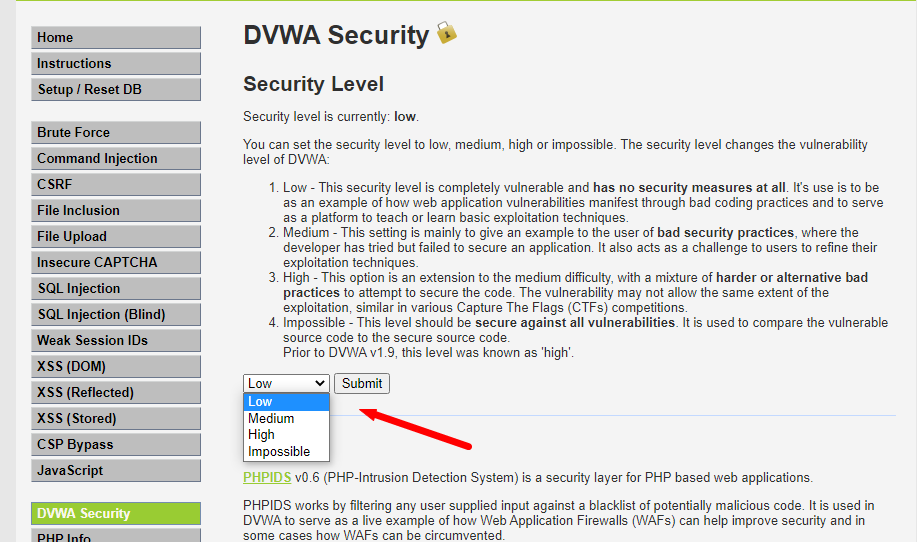 Home
Instructions
Setup / Reset DB
Brute Force
Command Injection
CSRF
File Inclusion
File Upload
Insecure CAPTCHA
SQL Injection
SQL Injection (Blind)
Weak Session IDs
XSS (DOM)
XSS (Reflected)
XSS (Stored)
CSP Bypass
JavaScript
DVWA Security
PHP Info
DVWA Security
Security Level
Security level is currently: low.
You can set the security level to low, medium, high or impossible. The security level changes the vulnerability
level of DVWA:
1. Low - This security level is completely vulnerable and has no security measures at all. It's use is to be
as an example of how web application vulnerabilities manifest through bad coding practices and to serve
as a platform to teach or learn basic exploitation techniques.
2. Medium - This setting is mainly to give an example to the user of bad security practices, where the
developer has tried but failed to secure an application. It also acts as a challenge to users to refine their
exploitation techniques.
3. High - This option is an extension to the medium difficulty, with a mixture of harder or alternative bad
practices to attempt to secure the code. The vulnerability may not allow the same extent of the
exploitation, similar in various Capture The Flags (CTFs) competitions.
4. Impossible - This level should be secure against all vulnerabilities. It is used to compare the vulnerable
source code to the secure source code.
Prior to DVWA v1.9, this level was known as 'high'.
Low Submit
Low
Medium
High
Impossible
PHPIDS v0.6 (PHP-Intrusion Detection System) is a security layer for PHP based web applications.
PHPIDS works by filtering any user supplied input against a blacklist of potentially malicious code. It is used in
DVWA to serve as a live example of how Web Application Firewalls (WAFs) can help improve security and in
some cases how WAFs can be circumvented.